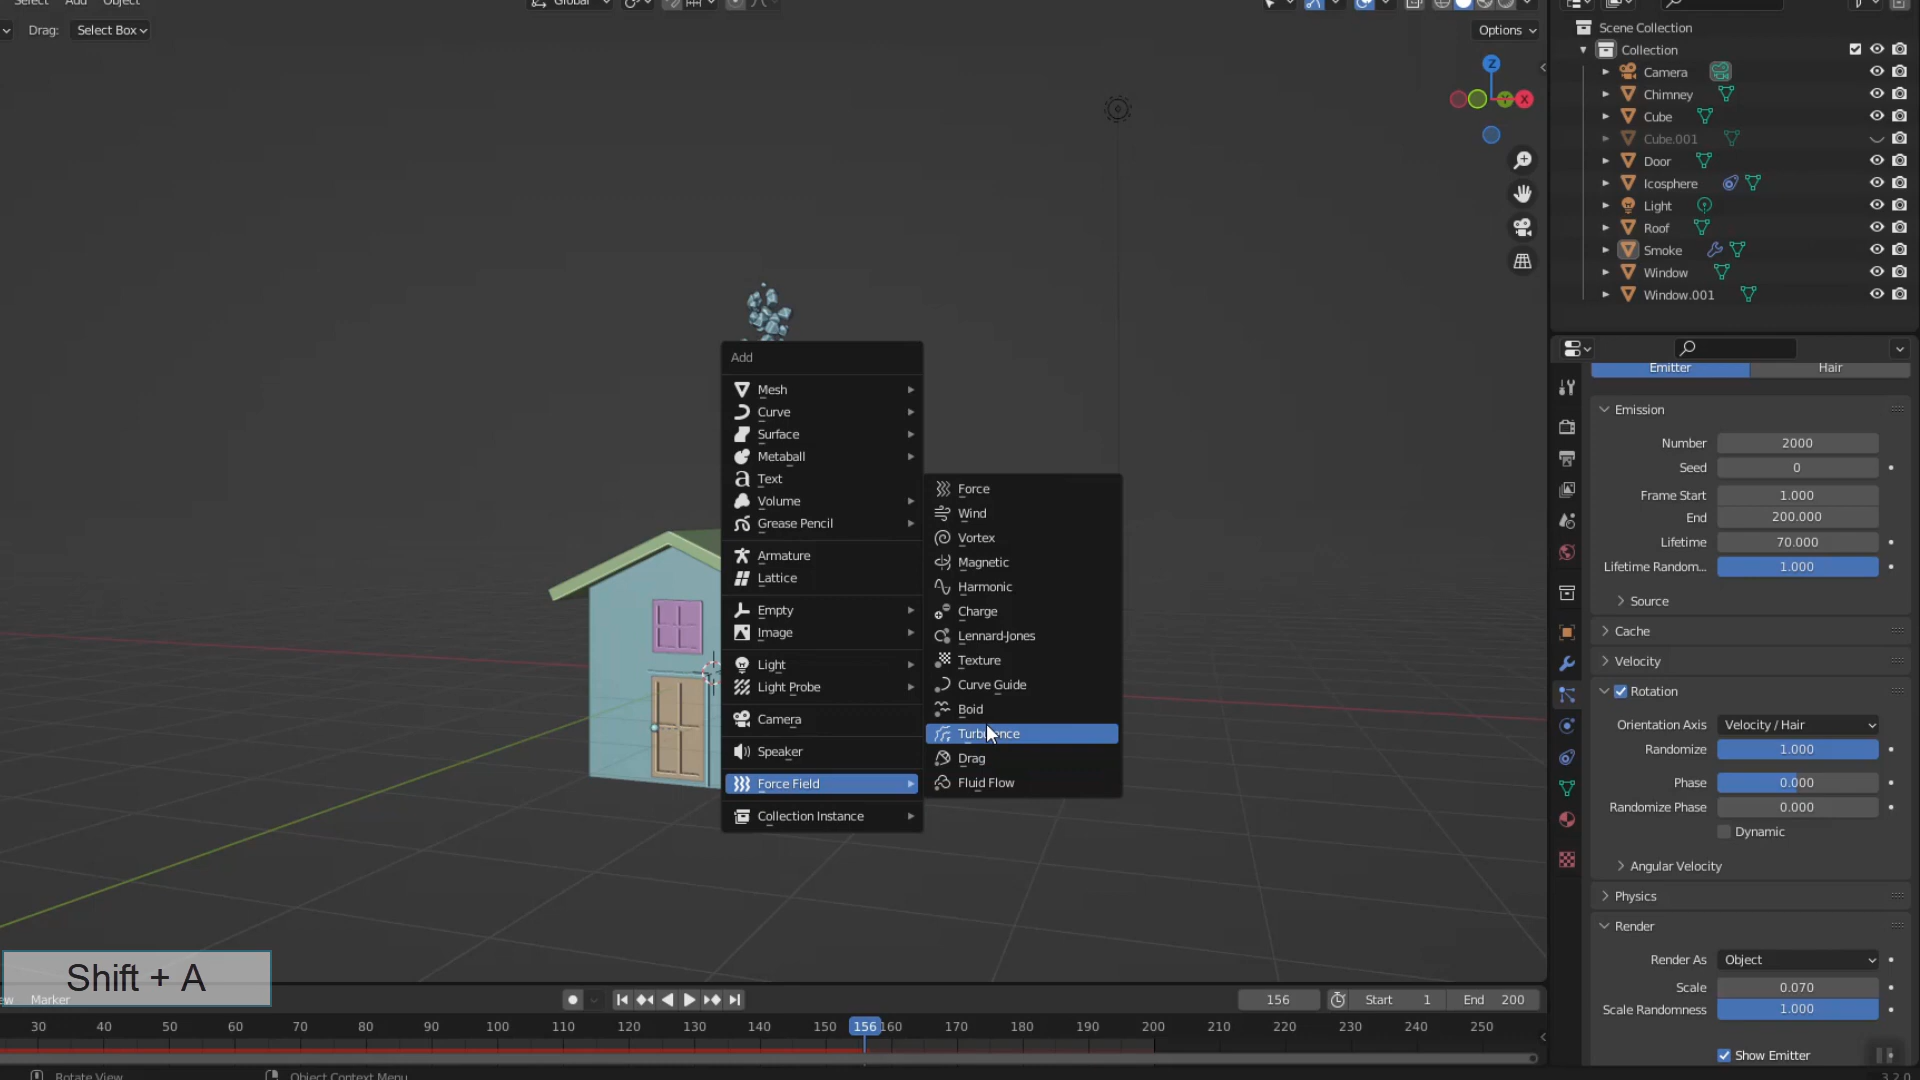 Select Add Object
Global
Drag: Select Box
Options
Z
Y
X
Scene Collection
Collection
Camera
Chimney
Cube
Cube.001
Door
Icosphere
Light
Roof
Smoke
Window
Window.001
Add
Mesh
Curve
Surface
Metaball
Text
Volume
Grease Pencil
Armature
Lattice
Empty
Image
Light
Light Probe
Camera
Speaker
Force Field
Collection Instance
Force
Wind
Vortex
Magnetic
Harmonic
Charge
Lennard-Jones
Texture
Curve Guide
Boid
Turbulence
Drag
Fluid Flow
Emitter Hair
Emission
Number 2000
Seed 0
Frame Start 1.000
End 200.000
Lifetime 70.000
Lifetime Random... 1.000
Source
Cache
Velocity
Rotation
Orientation Axis Velocity / Hair
Randomize 1.000
Phase 0.000
Randomize Phase 0.000
Dynamic
Angular Velocity
Physics
Render
Render As Object
Scale 0.070
Scale Randomness 1.000
Show Emitter
Shift + A
Marker
156 Start 1 End 200
30 40 50 60 70 80 90 100 110 120 130 140 150 156 160 170 180 190 200 210 220 230 240 250
Rotate View Object Context Menu
3.2.0